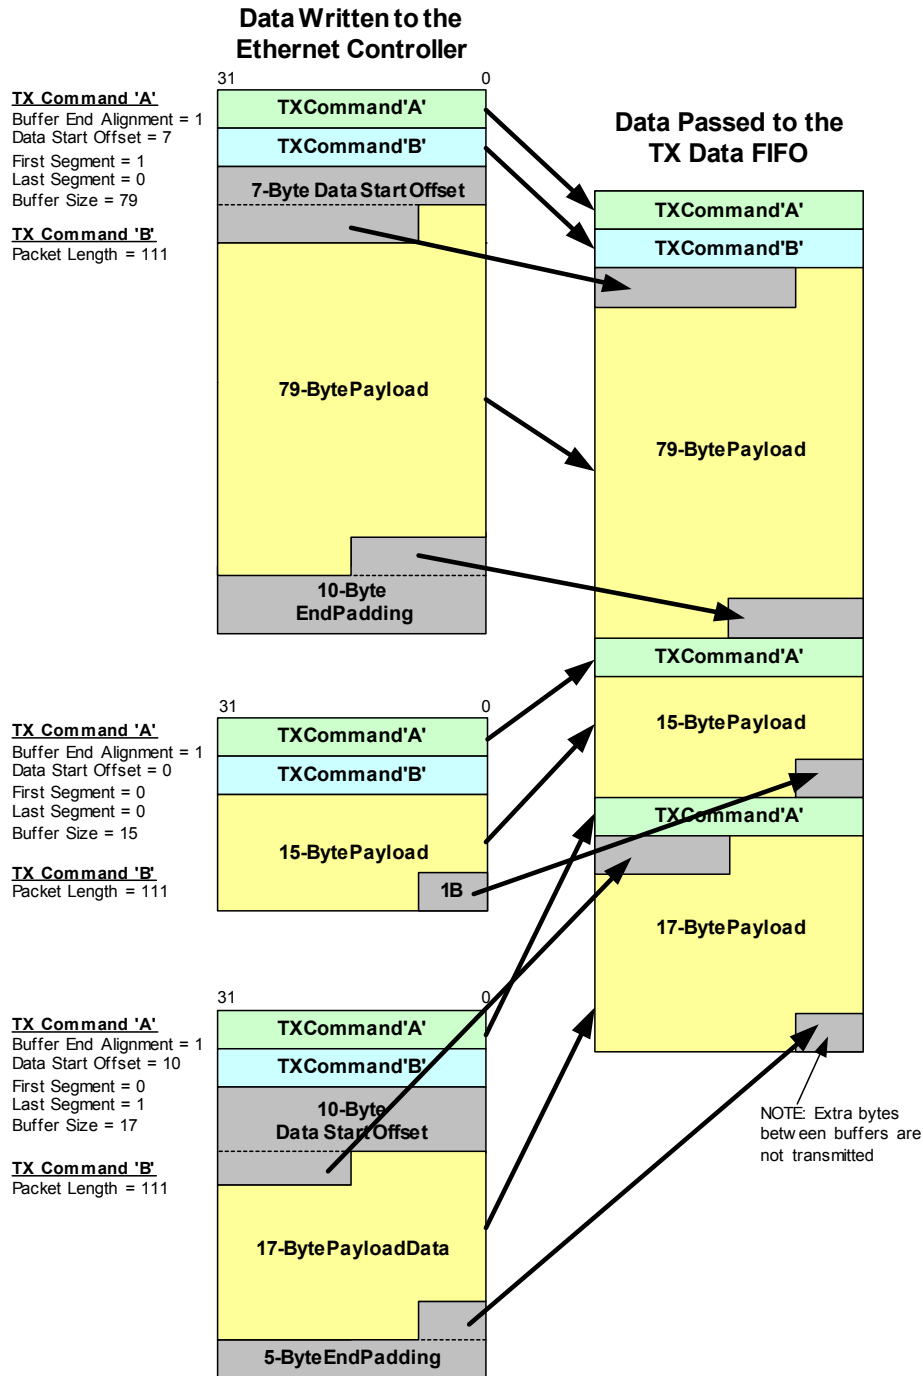 Data Written to the
Ethernet Controller
31 0
TX Command 'A'
Buffer End Alignment = 1
Data Start Offset = 7
First Segment = 1
Last Segment = 0
Buffer Size = 79
TX Command 'B'
Packet Length = 111
TXCommand'A'
TXCommand'B'
7-Byte Data Start Offset
79-Byte Payload
10-Byte
End Padding
Data Passed to the
TX Data FIFO
TXCommand'A'
TXCommand'B'
79-Byte Payload
TXCommand'A'
15-Byte Payload
TXCommand'A'
17-Byte Payload
NOTE: Extra bytes
between buffers are
not transmitted
31 0
TX Command 'A'
Buffer End Alignment = 1
Data Start Offset = 0
First Segment = 0
Last Segment = 0
Buffer Size = 15
TX Command 'B'
Packet Length = 111
TXCommand'A'
TXCommand'B'
15-Byte Payload
1B
31 0
TX Command 'A'
Buffer End Alignment = 1
Data Start Offset = 10
First Segment = 0
Last Segment = 1
Buffer Size = 17
TX Command 'B'
Packet Length = 111
TXCommand'A'
TXCommand'B'
10-Byte
Data Start Offset
17-Byte Payload Data
5-Byte End Padding